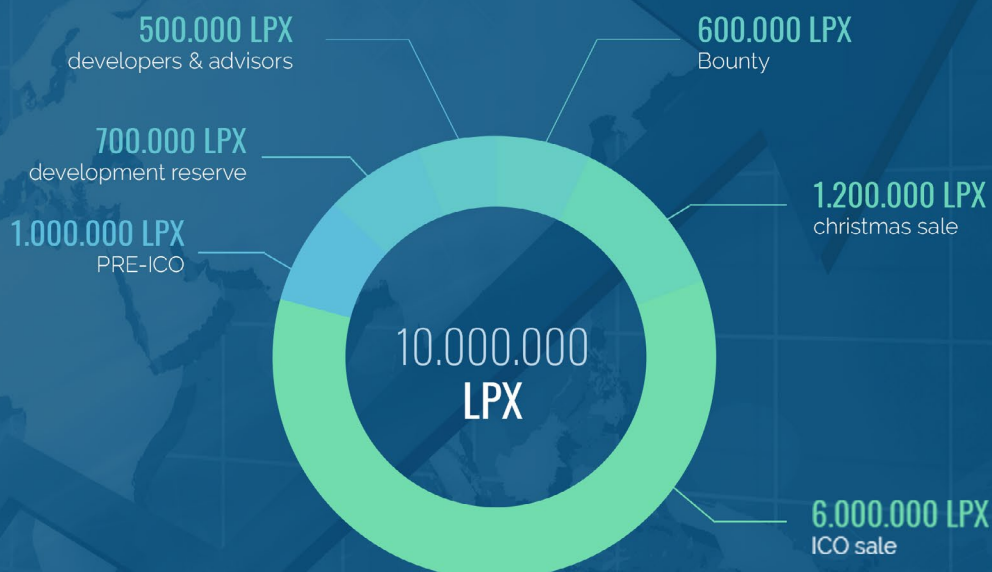 500.000 LPX
developers & advisors
600.000 LPX
Bounty
700.000 LPX
development reserve
1.200.000 LPX
christmas sale
1.000.000 LPX
PRE-ICO
10.000.000
LPX
6.000.000 LPX
ICO sale